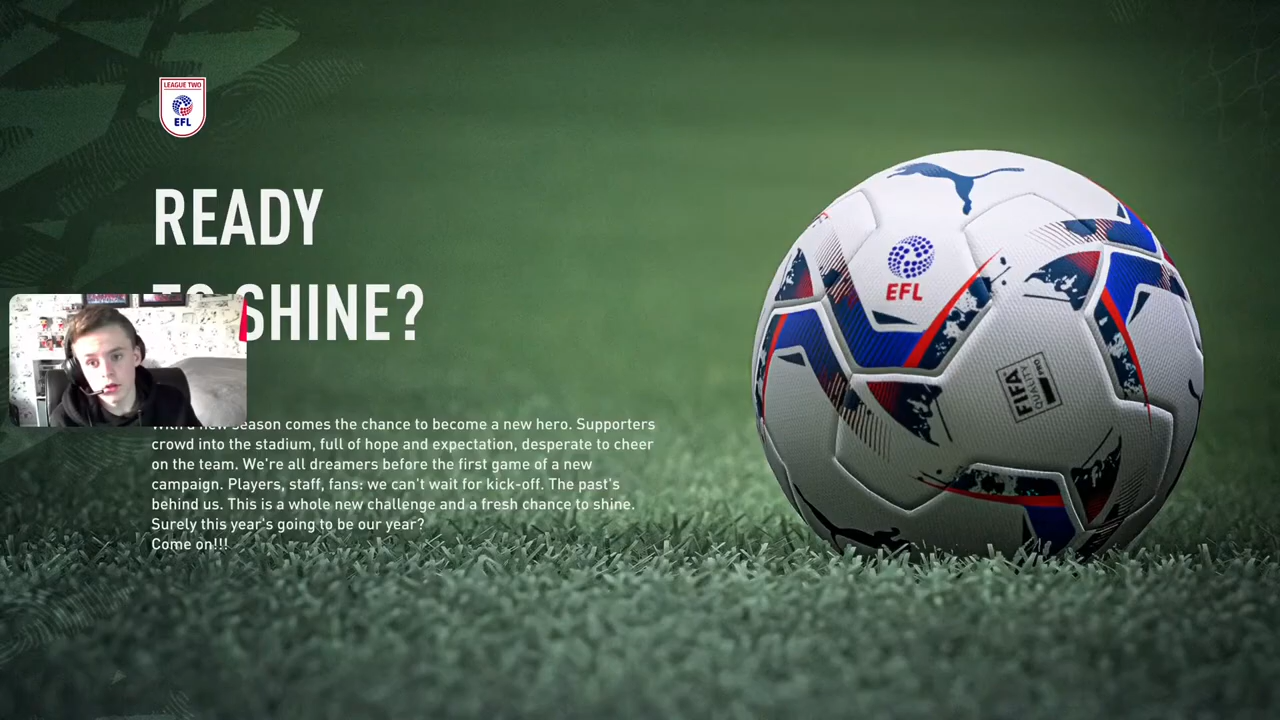 LEAGUE TWO
EFL
READY
TO SHINE?
With a new season comes the chance to become a new hero. Supporters
crowd into the stadium, full of hope and expectation, desperate to cheer
on the team. We're all dreamers before the first game of a new
campaign. Players, staff, fans: we can't wait for kick-off. The past's
behind us. This is a whole new challenge and a fresh chance to shine.
Surely this year's going to be our year?
Come on!!!
EFL
FIFA
QUALITY
PRO